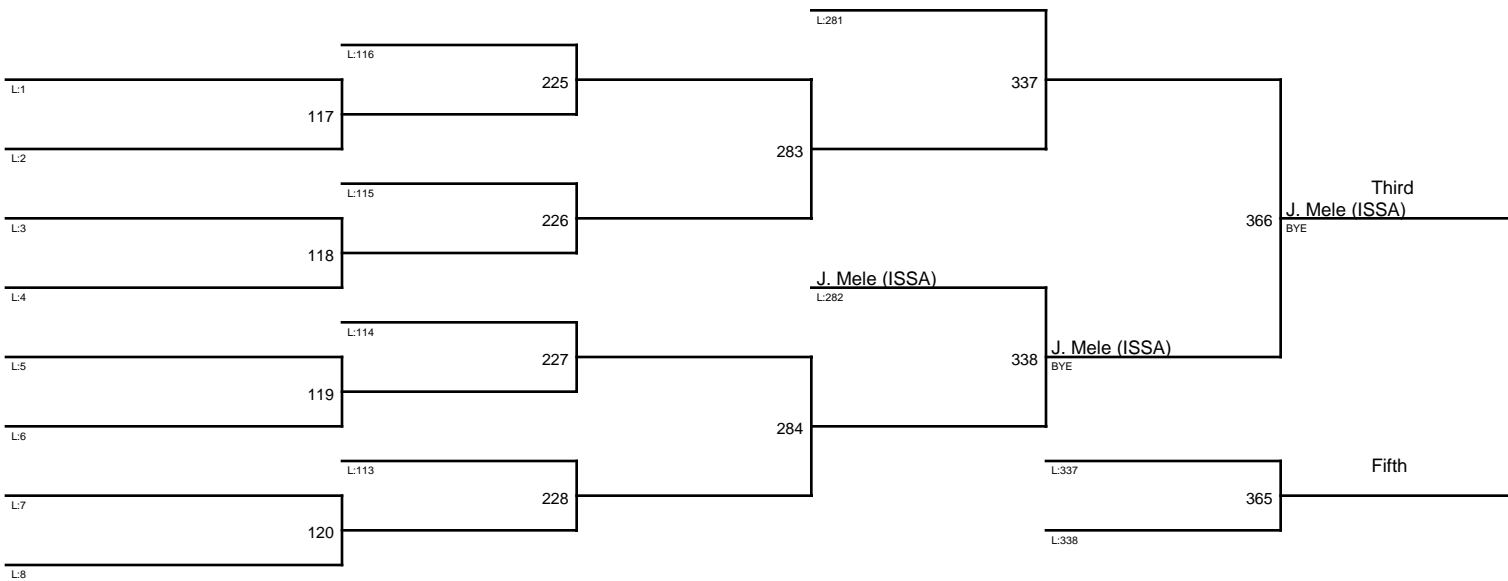 L:281
L:116
225
337
L:1
117
L:2
283
L:115
Third
J. Mele (ISSA)
L:3
226
366
BYE
118
J. Mele (ISSA)
L:4
L:282
L:114
J. Mele (ISSA)
L:5
227
338
BYE
119
L:6
284
L:113
L:337
Fifth
L:7
228
365
120
L:338
L:8